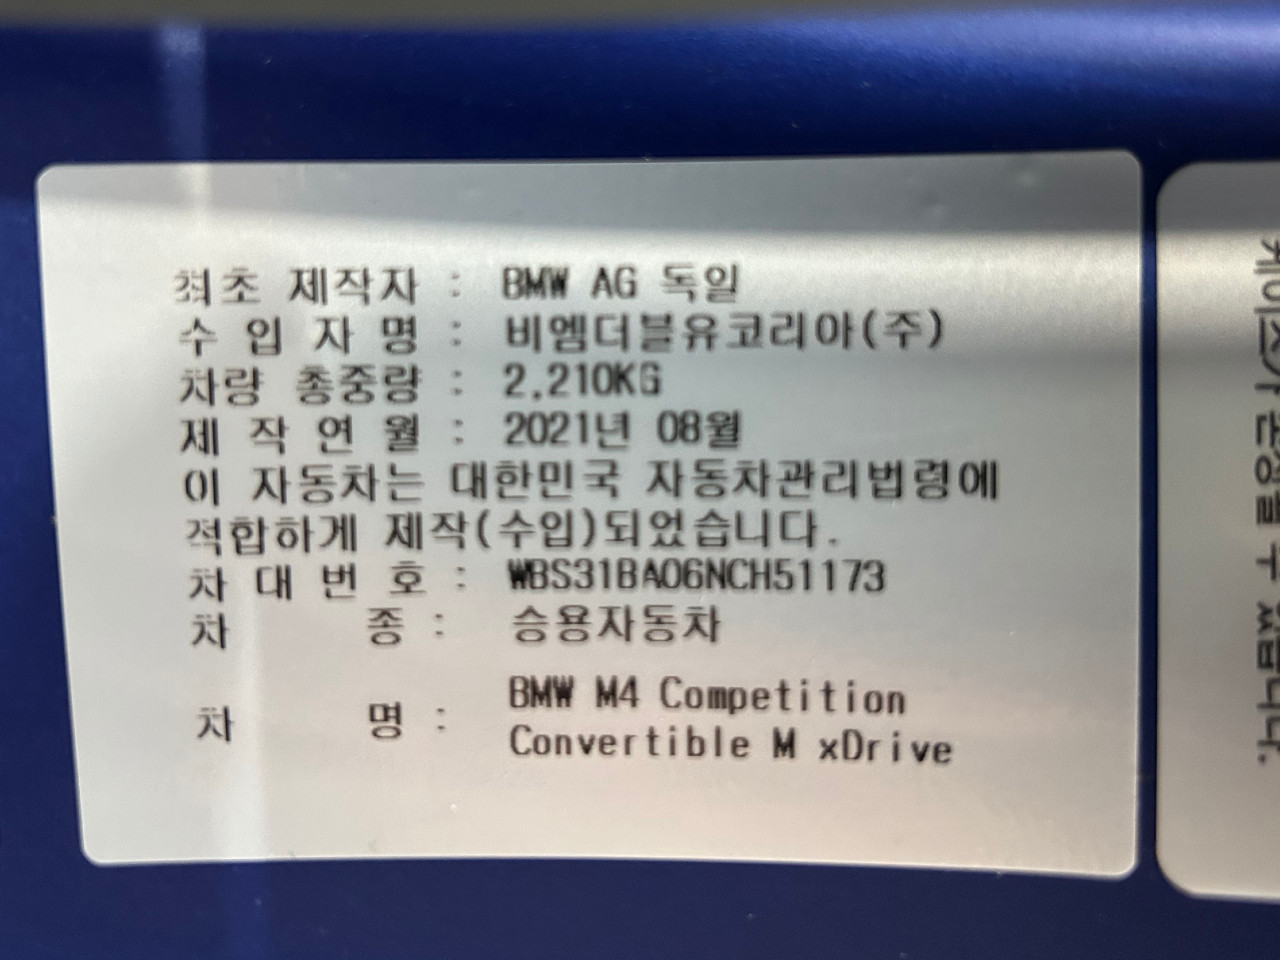 최초 제작자 : BMW AG 독일
수 입 자 명 : 비엠더블유코리아(주)
차량 총중량 : 2,210KG
제 작 연 월 : 2021년 08월
이 자동차는 대한민국 자동차관리법령에
적합하게 제작(수입)되었습니다.
차 대 번 호 : WBS31BA06NCH51173
차 종 : 승용자동차
차 명 : BMW M4 Competition
Convertible M xDrive